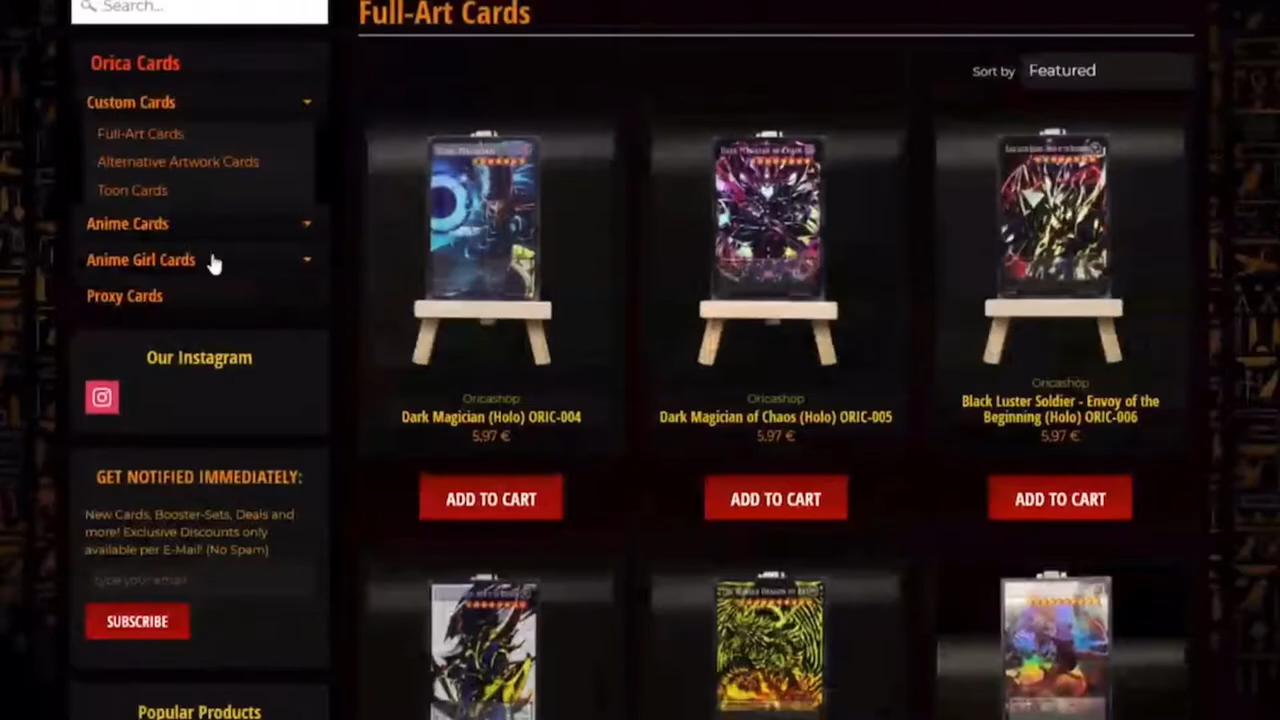 Search...
Full-Art Cards
Orica Cards
Sort by Featured
Custom Cards
Full-Art Cards
Alternative Artwork Cards
Toon Cards
Anime Cards
Anime Girl Cards
Proxy Cards
Our Instagram
Oricashop
Dark Magician (Holo) ORIC-004
5,97 €
ADD TO CART
Oricashop
Dark Magician of Chaos (Holo) ORIC-005
5,97 €
ADD TO CART
Oricashop
Black Luster Soldier - Envoy of the
Beginning (Holo) ORIC-006
5,97 €
ADD TO CART
GET NOTIFIED IMMEDIATELY:
New Cards, Booster-Sets, Deals and
more! Exclusive Discounts only
available per E-Mail! (No Spam)
type your email
SUBSCRIBE
Popular Products